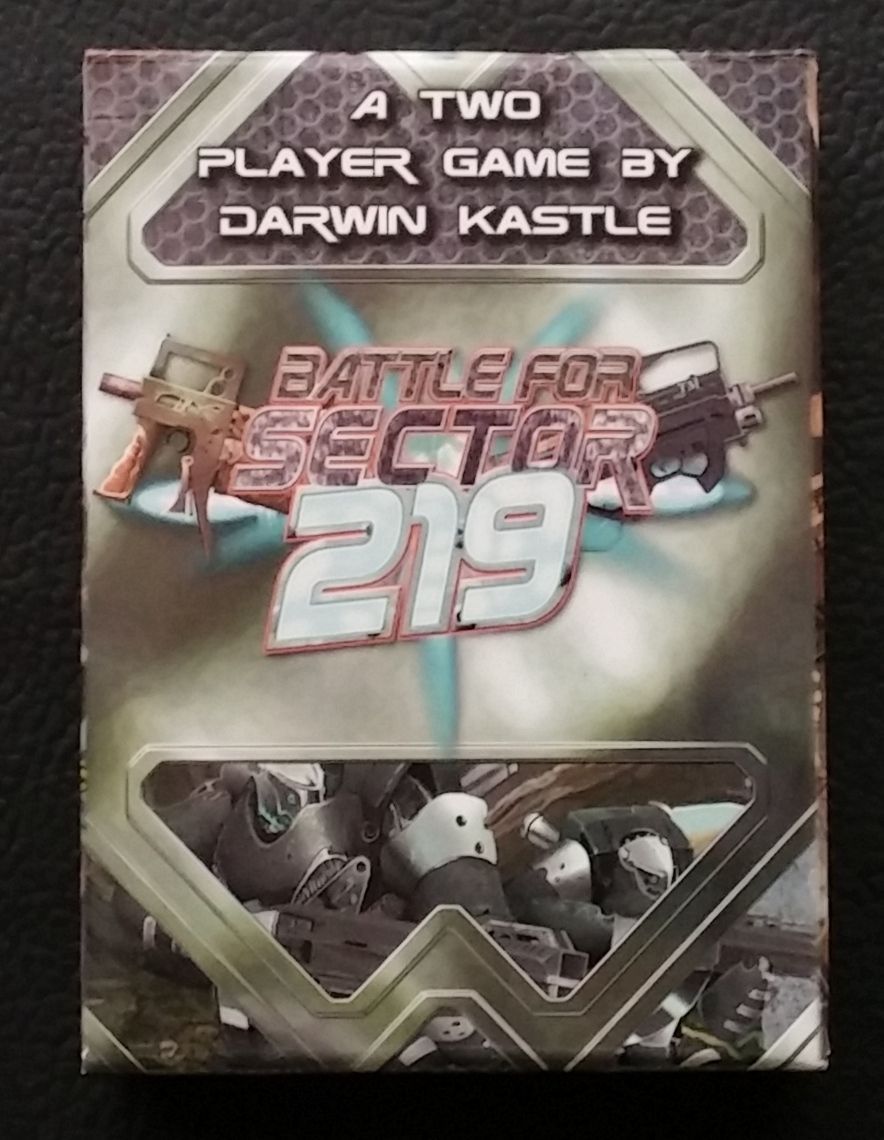 A TWO
PLAYER GAME BY
DARWIN KASTLE
BATTLE FOR
SECTOR
219